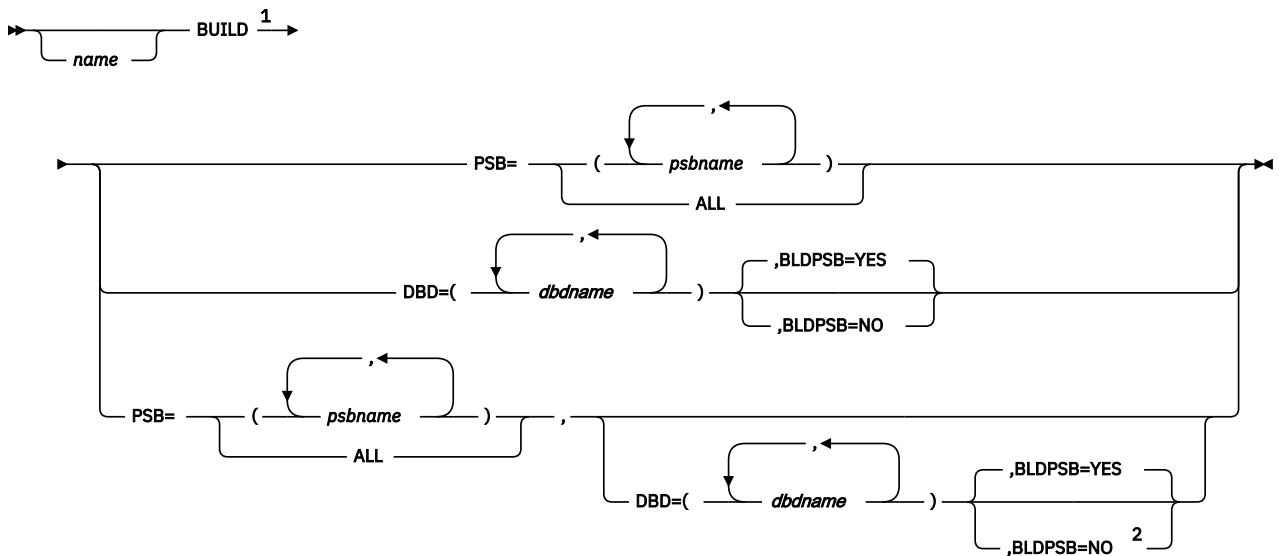 BUILD 1
name
,
PSB= ( psbname )
ALL
,
,BLDPSB=YES
DBD=( dbdname )
,BLDPSB=NO
,
PSB= ( psbname ) ,
ALL
,
,BLDPSB=YES
DBD=( dbdname )
,BLDPSB=NO 2